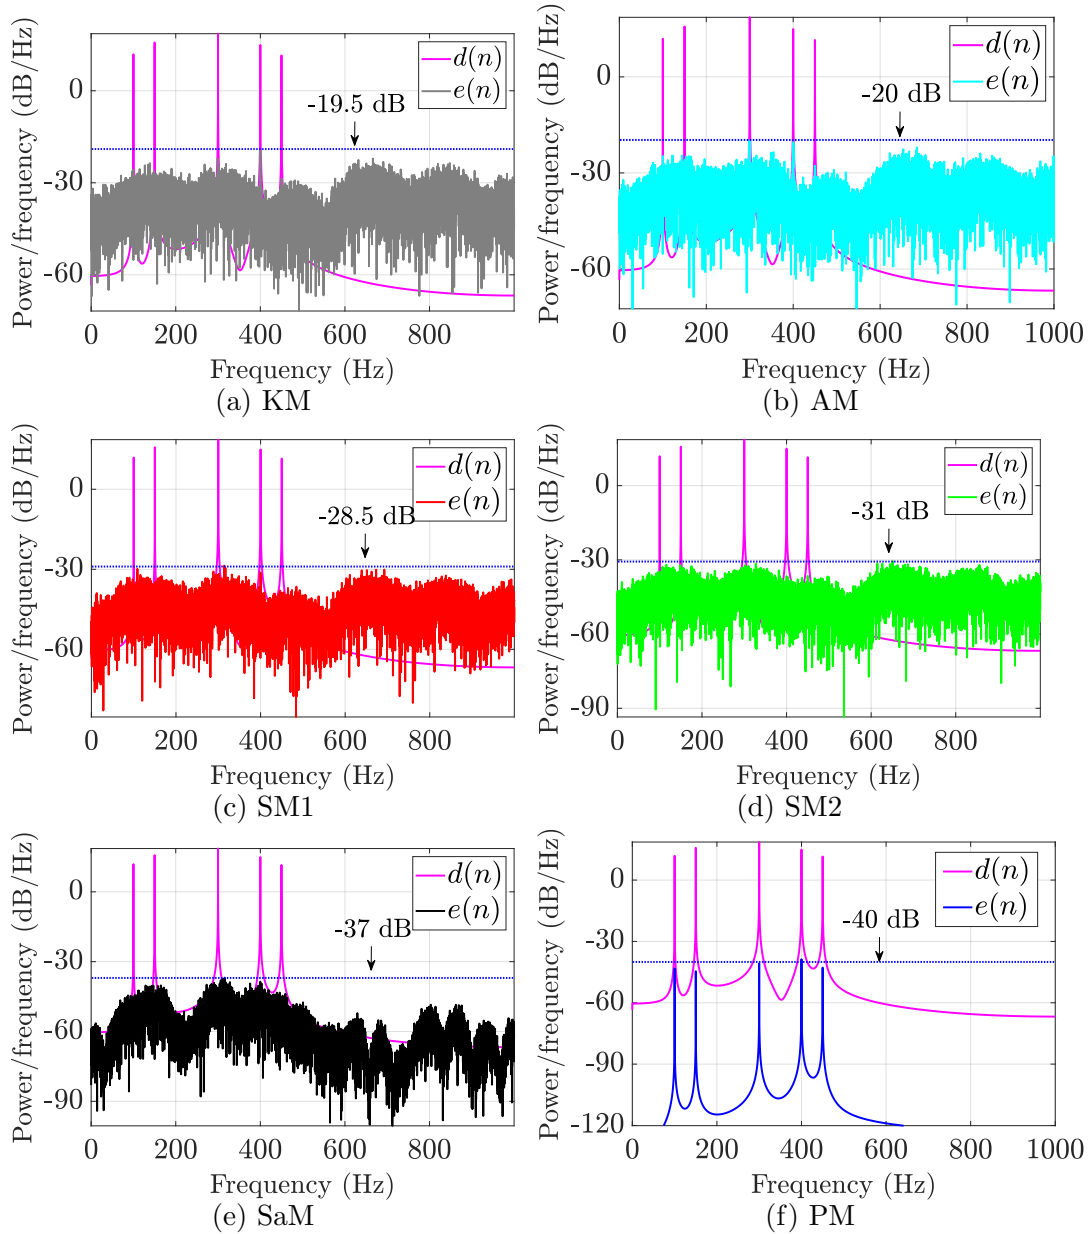 Power/frequency (dB/Hz)
0
-30
-60
d(n)
e(n)
-19.5 dB
0 200 400 600 800
Frequency (Hz)
(a) KM
Power/frequency (dB/Hz)
0
-30
-60
d(n)
e(n)
-20 dB
0 200 400 600 800 1000
Frequency (Hz)
(b) AM
Power/frequency (dB/Hz)
0
-30
-60
d(n)
e(n)
-28.5 dB
0 200 400 600 800
Frequency (Hz)
(c) SM1
Power/frequency (dB/Hz)
0
-30
-60
-90
d(n)
e(n)
-31 dB
0 200 400 600 800
Frequency (Hz)
(d) SM2
Power/frequency (dB/Hz)
0
-30
-60
-90
d(n)
e(n)
-37 dB
0 200 400 600 800
Frequency (Hz)
(e) SaM
Power/frequency (dB/Hz)
0
-30
-60
-90
-120
d(n)
e(n)
-40 dB
0 200 400 600 800 1000
Frequency (Hz)
(f) PM